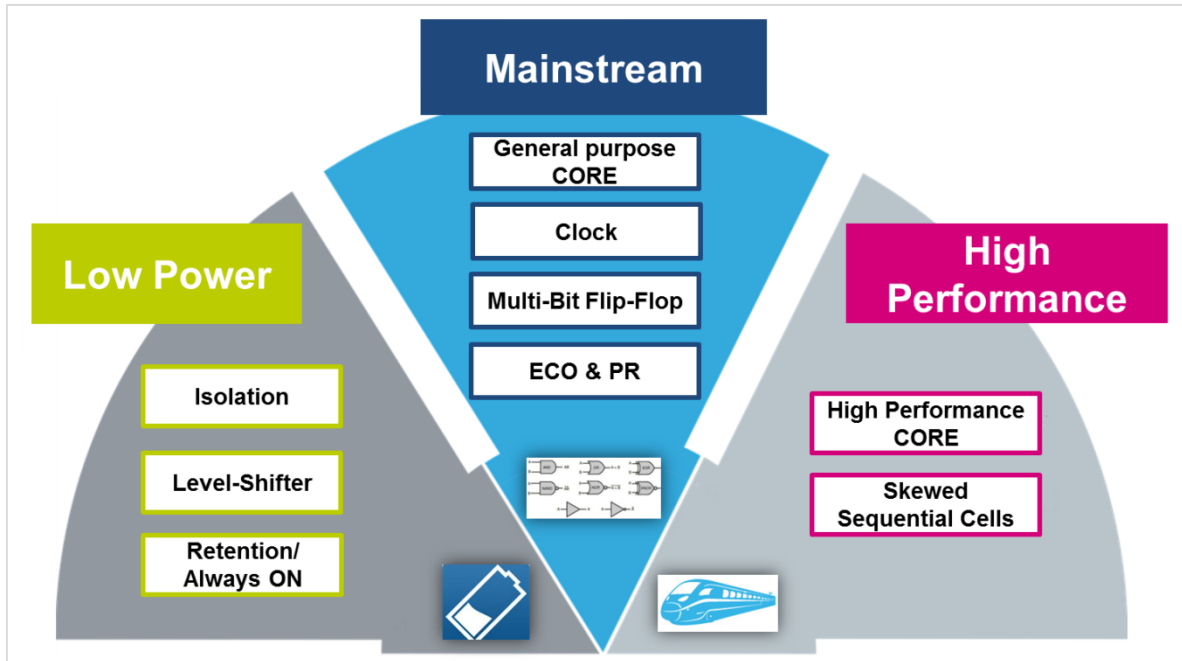 Mainstream
General purpose
CORE
Clock
Multi-Bit Flip-Flop
ECO & PR
Low Power
Isolation
Level-Shifter
Retention/
Always ON
High
Performance
High Performance
CORE
Skewed
Sequential Cells